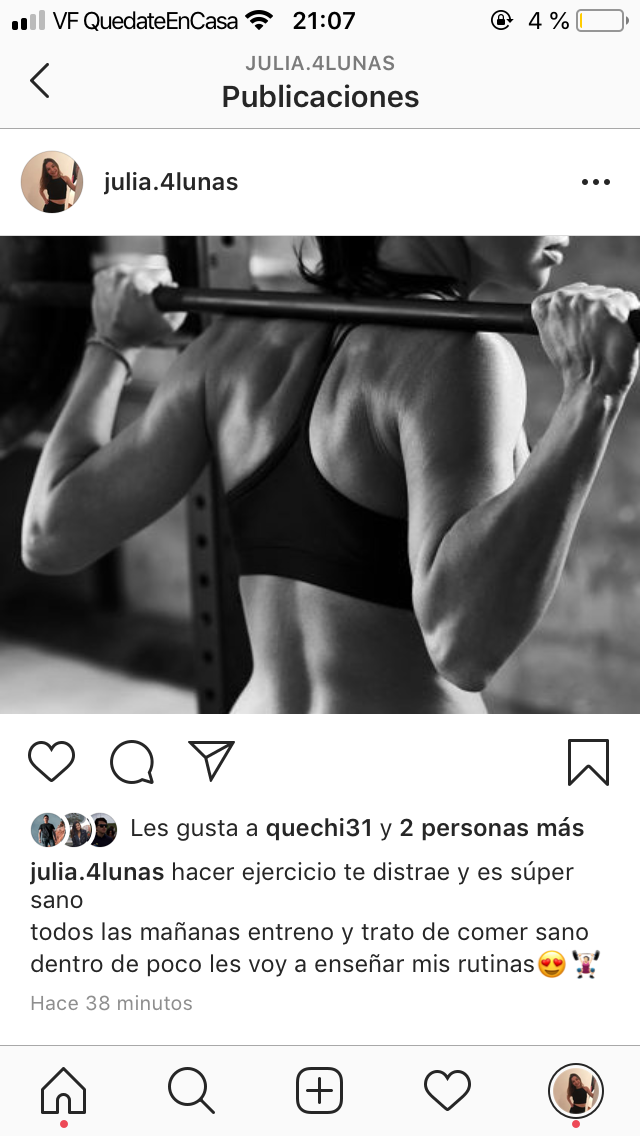 VF QuedateEnCasa 21:07 4 %
JULIA.4LUNAS
Publicaciones
julia.4lunas
Les gusta a quechi31 y 2 personas más
julia.4lunas hacer ejercicio te distrae y es súper
sano
todos las mañanas entreno y trato de comer sano
dentro de poco les voy a enseñar mis rutinas😍🏋️‍♀️
Hace 38 minutos